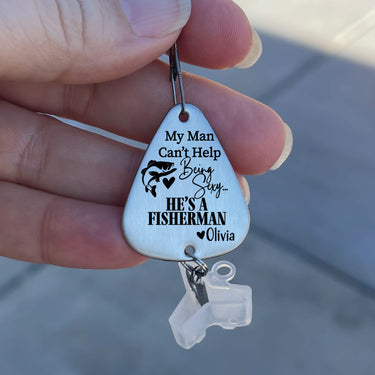 My Man
Can't Help
Being
Sexy...
HE'S A
FISHERMAN
Olivia